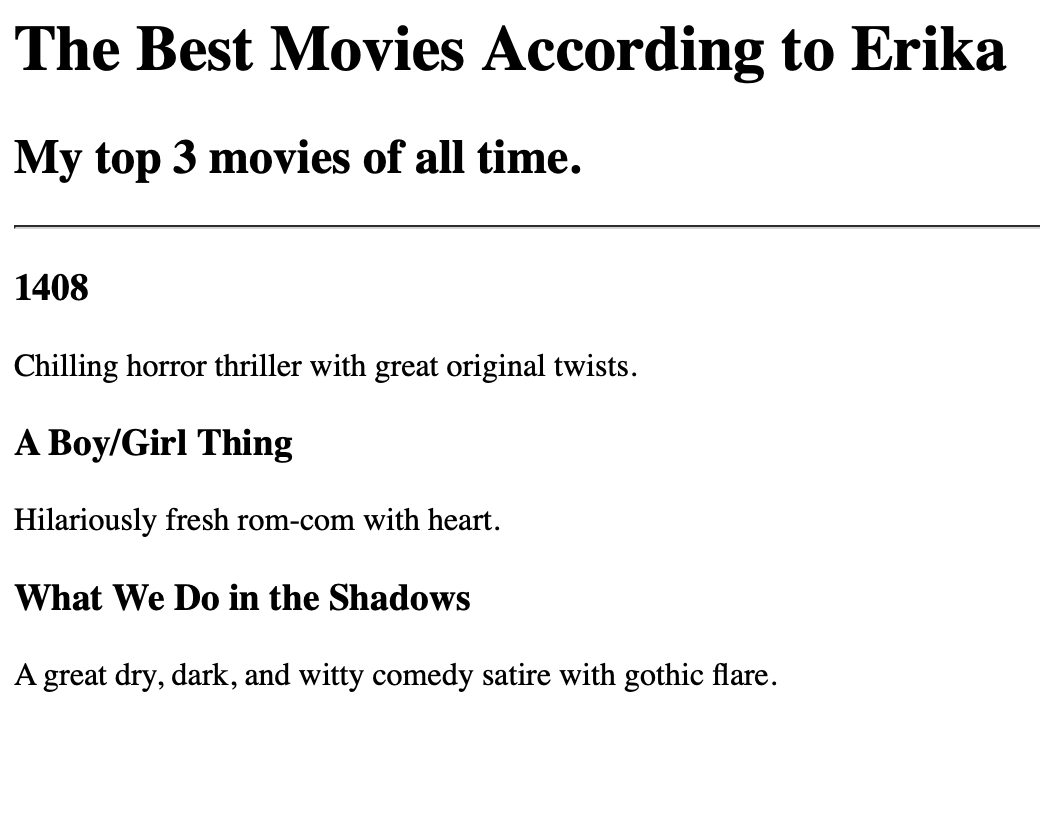 The Best Movies According to Erika
My top 3 movies of all time.
1408
Chilling horror thriller with great original twists.
A Boy/Girl Thing
Hilariously fresh rom-com with heart.
What We Do in the Shadows
A great dry, dark, and witty comedy satire with gothic flare.